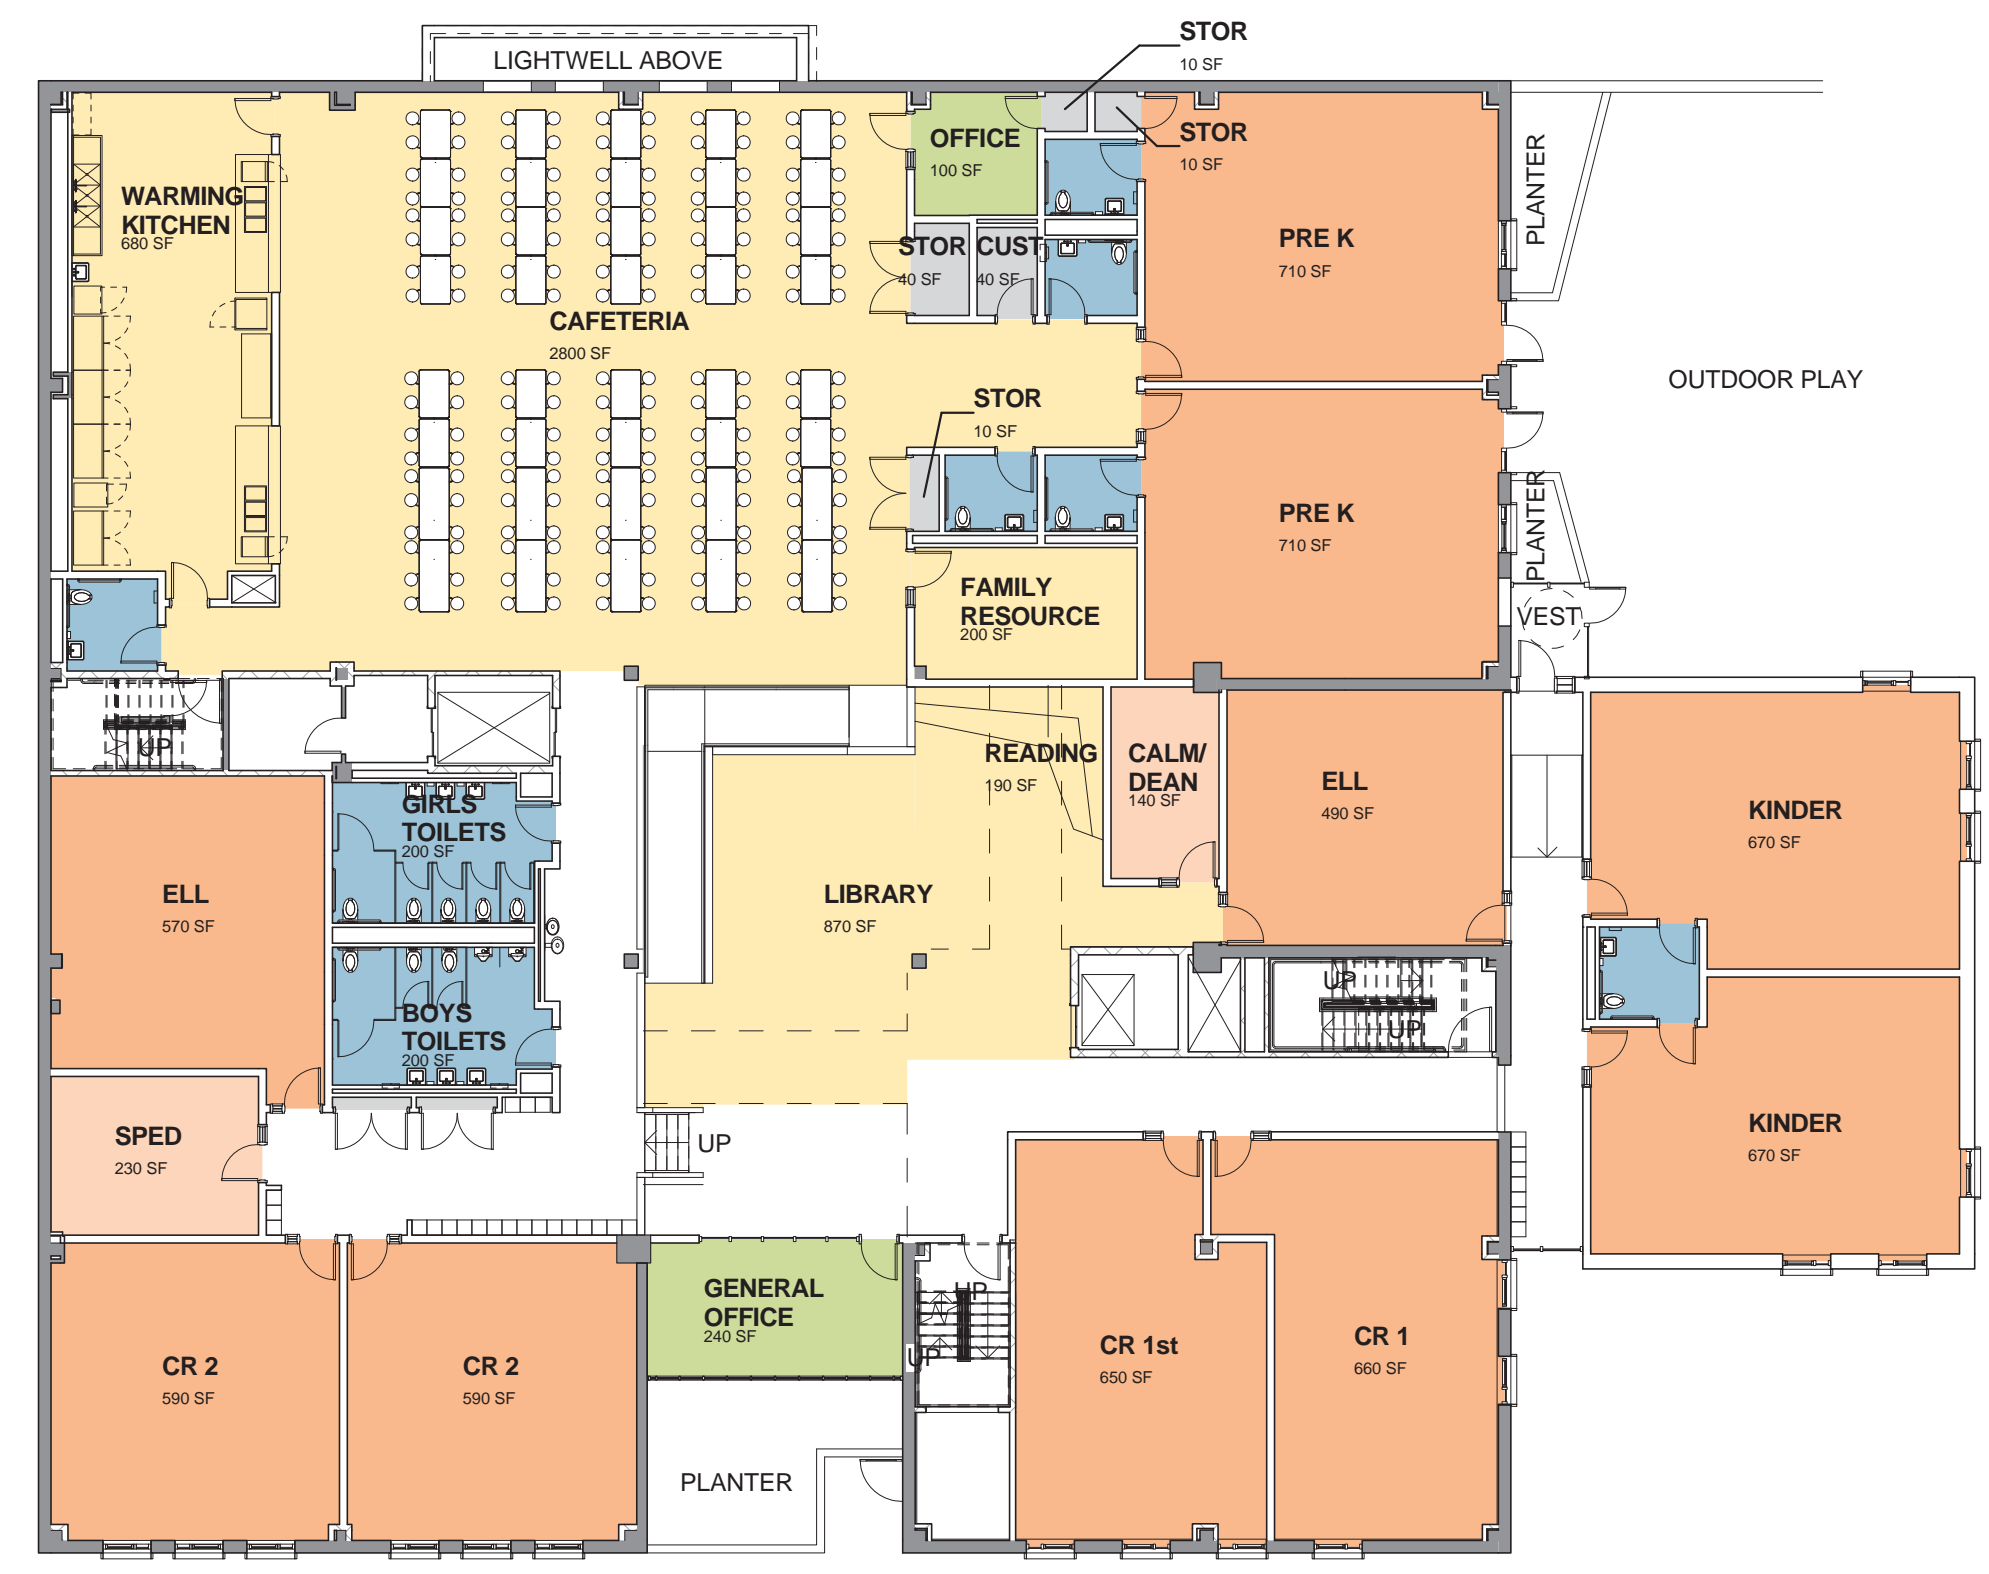 STOR
10 SF
LIGHTWELL ABOVE
STOR
10 SF
OFFICE
100 SF
WARMING
KITCHEN
680 SF
PLANTER
PRE K
710 SF
STOR
40 SF
CUST
40 SF
CAFETERIA
2800 SF
OUTDOOR PLAY
STOR
10 SF
PRE K
710 SF
PLANTER
FAMILY
RESOURCE
200 SF
VEST
UP
READING
190 SF
CALM/
DEAN
140 SF
ELL
490 SF
KINDER
670 SF
GIRLS
TOILETS
200 SF
ELL
570 SF
LIBRARY
870 SF
UP
UP
BOYS
TOILETS
200 SF
SPED
230 SF
UP
KINDER
670 SF
GENERAL
OFFICE
240 SF
UP
UP
CR 2
590 SF
CR 2
590 SF
CR 1st
650 SF
CR 1
660 SF
PLANTER